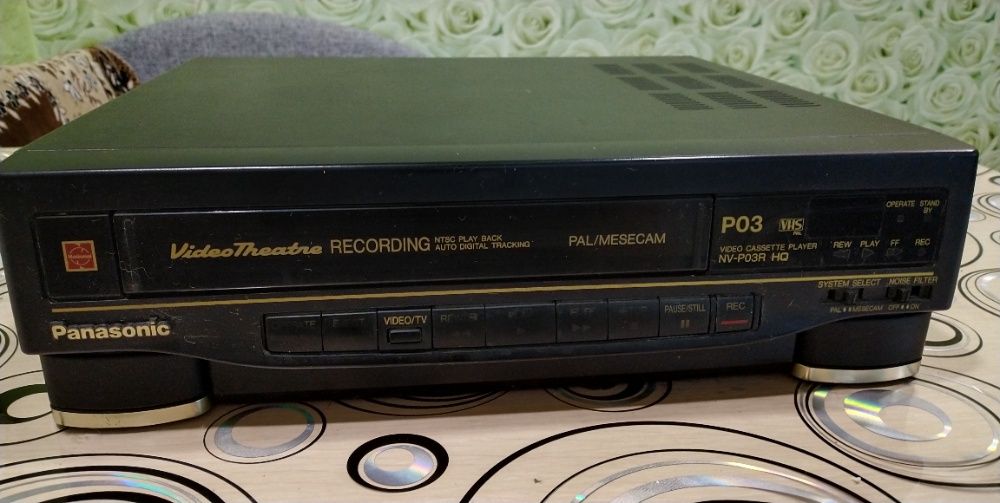 National
VideoTheatre RECORDING NTSC PLAY BACK
AUTO DIGITAL TRACKING
PAL/MESECAM
P03 VHS
PAL
VIDEO CASSETTE PLAYER
NV-P03R HQ
OPERATE STAND
BY
REW PLAY FF REC
SYSTEM SELECT NOISE FILTER
PAL MESECAM OFF ON
Panasonic
VIDEO/TV
PAUSE/STILL
REC